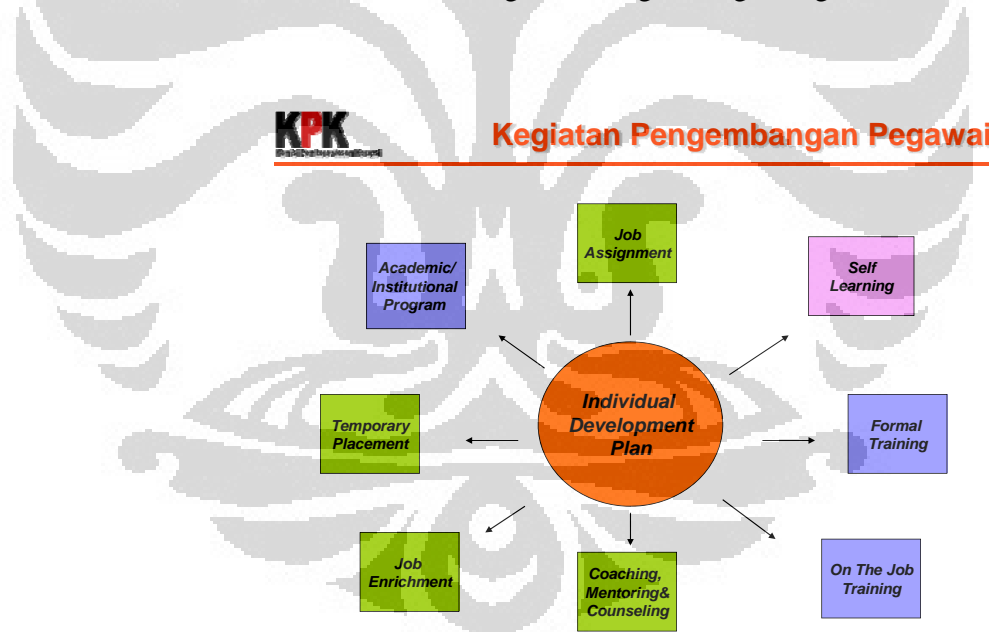 KPK
Kegiatan Pengembangan Pegawai
Job
Assignment
Academic/
Institutional
Program
Self
Learning
Individual
Development
Plan
Temporary
Placement
Formal
Training
Job
Enrichment
Coaching,
Mentoring&
Counseling
On The Job
Training